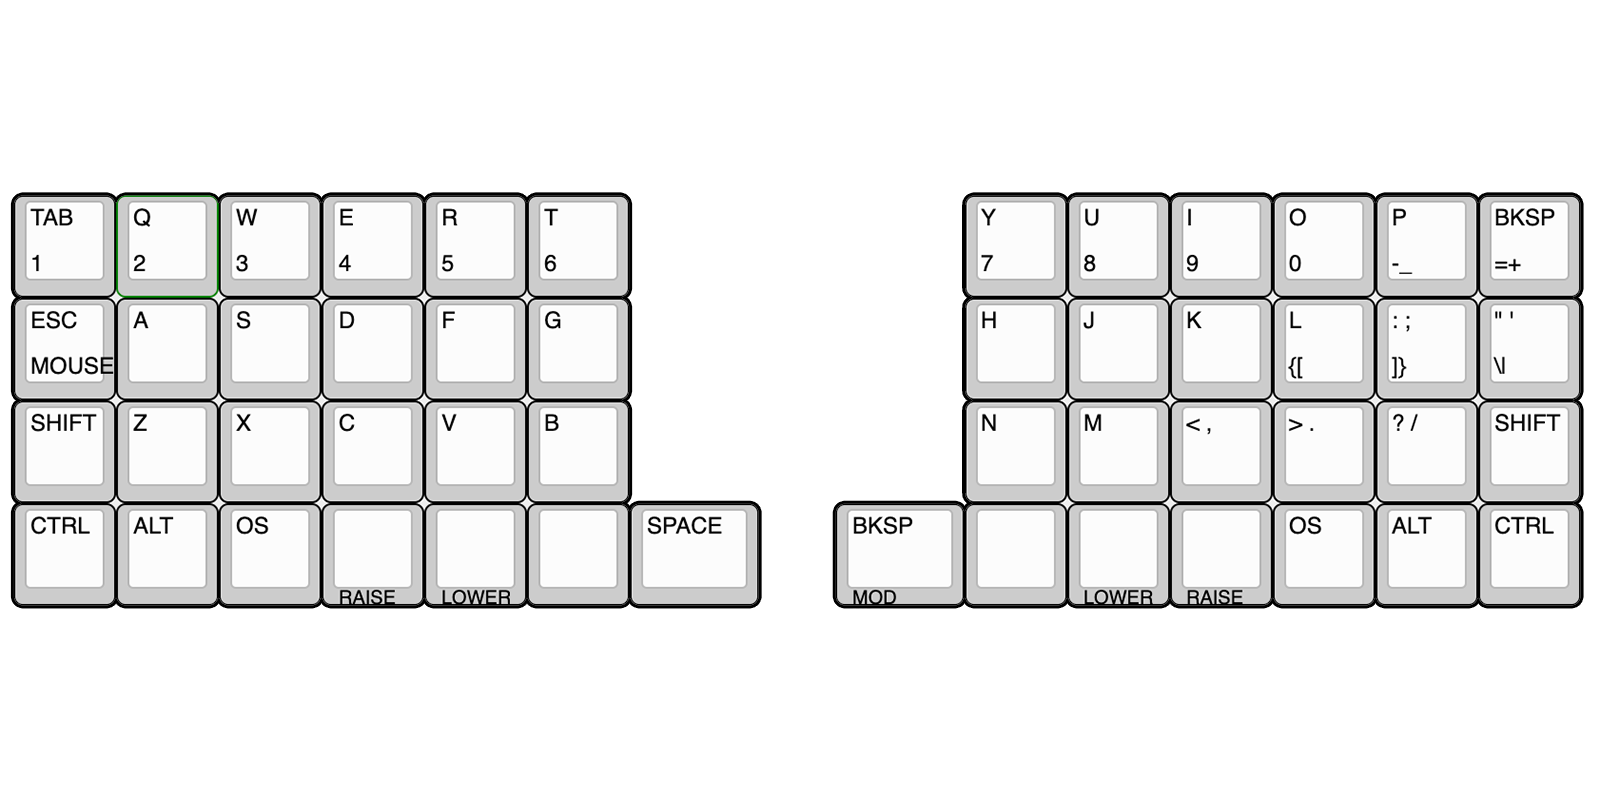 TAB Q W E R T Y U I O P BKSP
1 2 3 4 5 6 7 8 9 0 -_ =+
ESC A S D F G H J K L : ; " '
MOUSE {[ ]} \|
SHIFT Z X C V B N M < , > . ? / SHIFT
CTRL ALT OS SPACE BKSP OS ALT CTRL
RAISE LOWER MOD LOWER RAISE